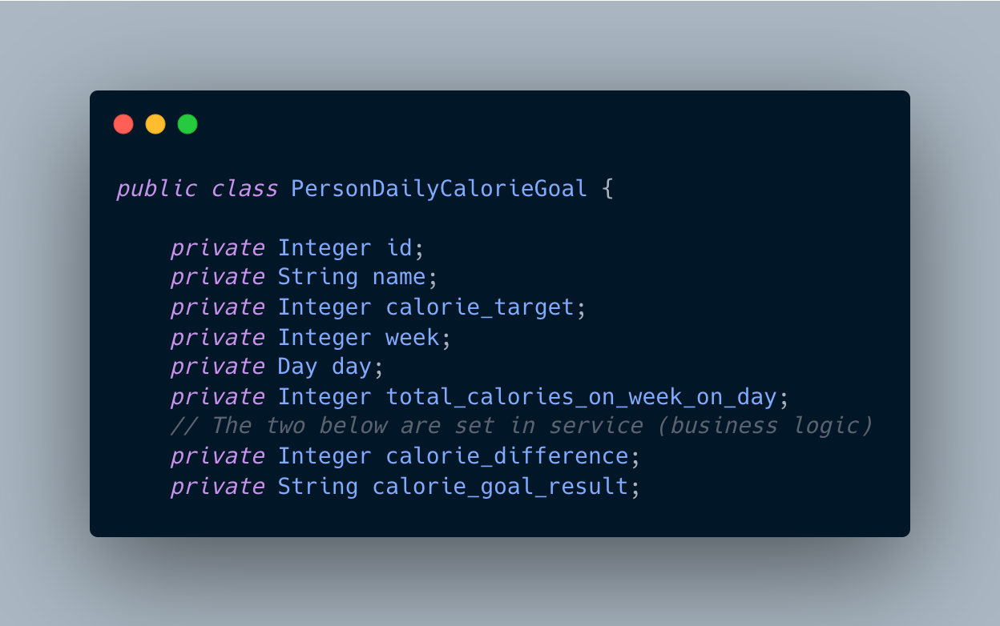 public class PersonDailyCalorieGoal {
private Integer id;
private String name;
private Integer calorie_target;
private Integer week;
private Day day;
private Integer total_calories_on_week_on_day;
// The two below are set in service (business logic)
private Integer calorie_difference;
private String calorie_goal_result;